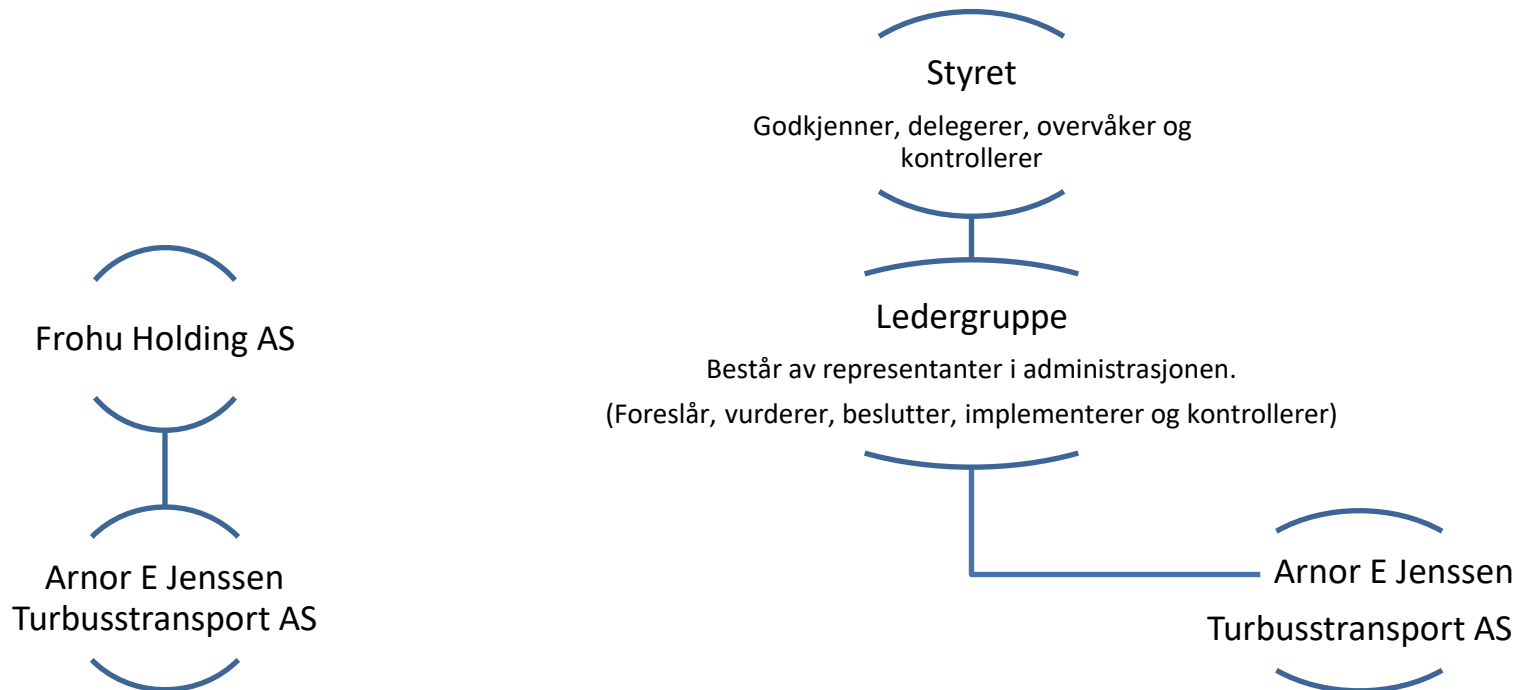 Frohu Holding AS
Arnor E Jenssen
Turbusstransport AS
Styret
Godkjenner, delegerer, overvåker og
kontrollerer
Ledergruppe
Består av representanter i administrasjonen.
(Foreslår, vurderer, beslutter, implementerer og kontrollerer)
Arnor E Jenssen
Turbusstransport AS